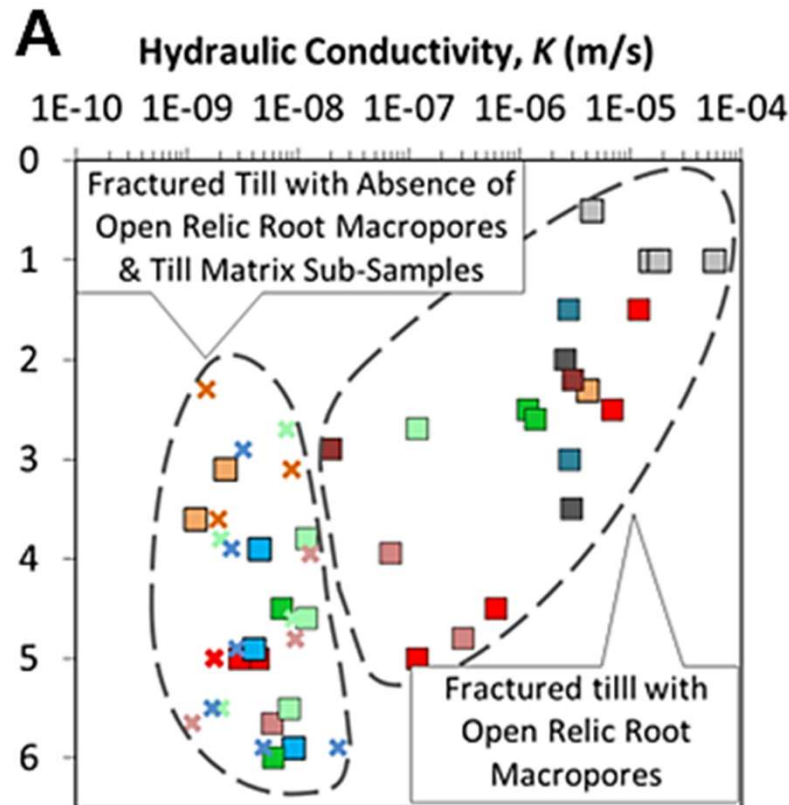 A
Hydraulic Conductivity, K (m/s)
1E-10 1E-09 1E-08 1E-07 1E-06 1E-05 1E-04
0
Fractured Till with Absence of
Open Relic Root Macropores
& Till Matrix Sub-Samples
1
2
3
4
5
Fractured tilll with
Open Relic Root
Macropores
6